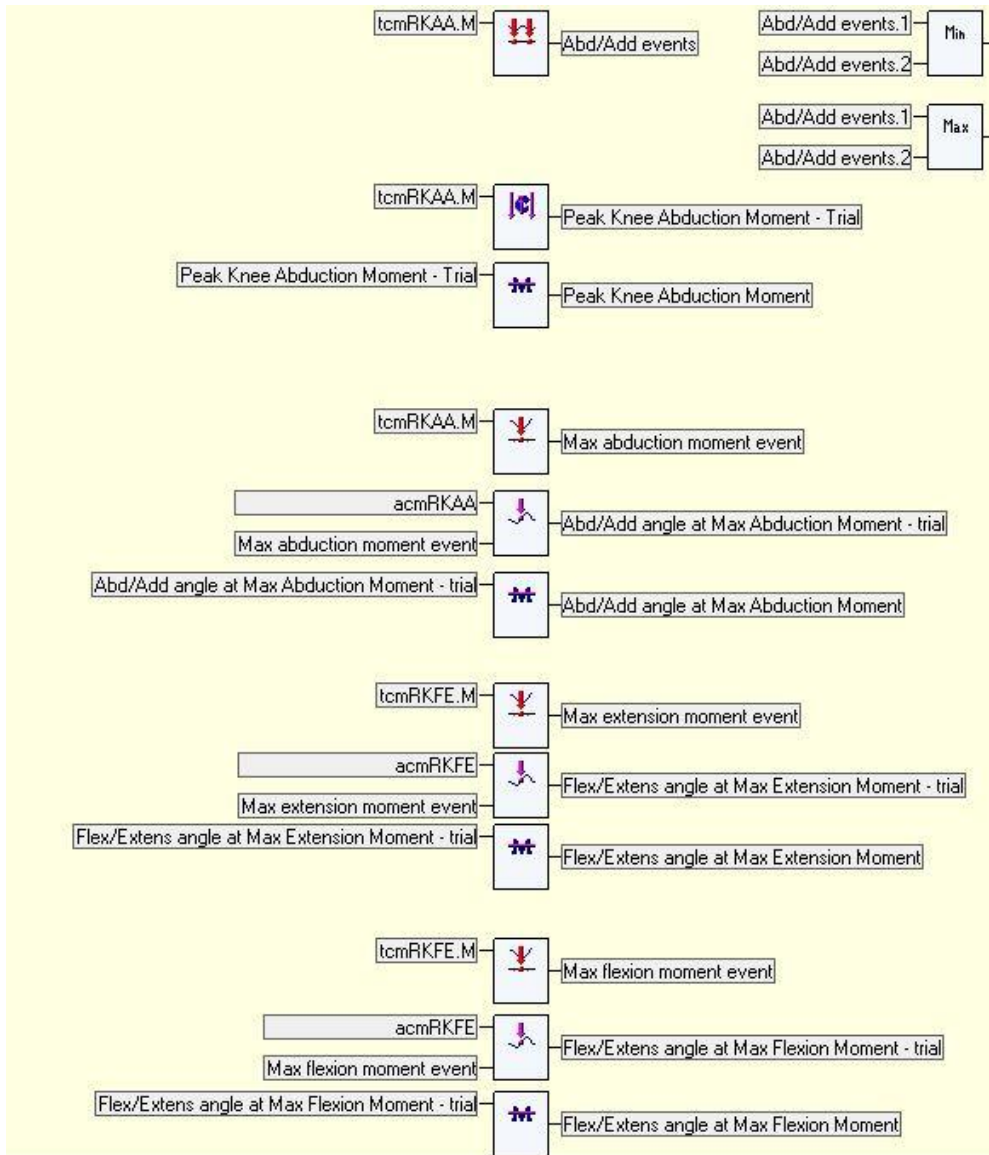 tcmRKAA.M
Abd/Add events
Abd/Add events.1
Min
Abd/Add events.2
Abd/Add events.1
Max
Abd/Add events.2
tcmRKAA.M
Peak Knee Abduction Moment - Trial
Peak Knee Abduction Moment - Trial
Peak Knee Abduction Moment
tcmRKAA.M
Max abduction moment event
acmRKAA
Abd/Add angle at Max Abduction Moment - trial
Max abduction moment event
Abd/Add angle at Max Abduction Moment - trial
Abd/Add angle at Max Abduction Moment
tcmRKFE.M
Max extension moment event
acmRKFE
Flex/Extens angle at Max Extension Moment - trial
Max extension moment event
Flex/Extens angle at Max Extension Moment - trial
Flex/Extens angle at Max Extension Moment
tcmRKFE.M
Max flexion moment event
acmRKFE
Flex/Extens angle at Max Flexion Moment - trial
Max flexion moment event
Flex/Extens angle at Max Flexion Moment - trial
Flex/Extens angle at Max Flexion Moment